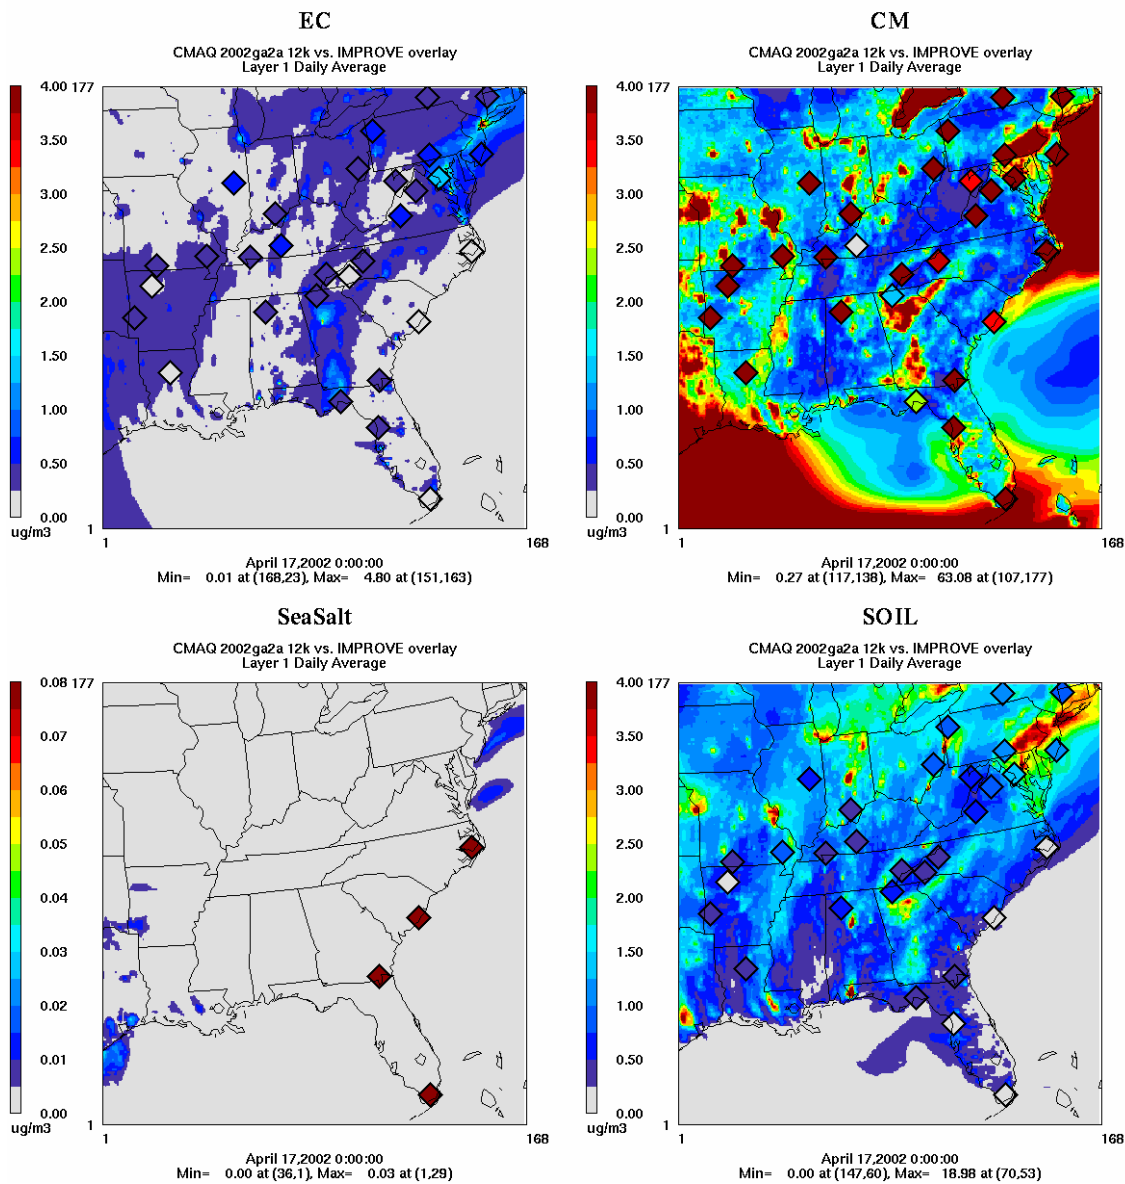 EC
CMAQ 2002ga2a 12k vs. IMPROVE overlay
Layer 1 Daily Average
4.00 177
3.50
3.00
2.50
2.00
1.50
1.00
0.50
0.00
ug/m3
1
1 168
April 17,2002 0:00:00
Min= 0.01 at (168,23), Max= 4.80 at (151,163)
CM
CMAQ 2002ga2a 12k vs. IMPROVE overlay
Layer 1 Daily Average
4.00 177
3.50
3.00
2.50
2.00
1.50
1.00
0.50
0.00
ug/m3
1
1 168
April 17,2002 0:00:00
Min= 0.27 at (117,138), Max= 63.08 at (107,177)
SeaSalt
CMAQ 2002ga2a 12k vs. IMPROVE overlay
Layer 1 Daily Average
0.08 177
0.07
0.06
0.05
0.04
0.03
0.02
0.01
0.00
ug/m3
1
1 168
April 17,2002 0:00:00
Min= 0.00 at (36,1), Max= 0.03 at (1,29)
SOIL
CMAQ 2002ga2a 12k vs. IMPROVE overlay
Layer 1 Daily Average
4.00 177
3.50
3.00
2.50
2.00
1.50
1.00
0.50
0.00
ug/m3
1
1 168
April 17,2002 0:00:00
Min= 0.00 at (147,60), Max= 18.98 at (70,53)